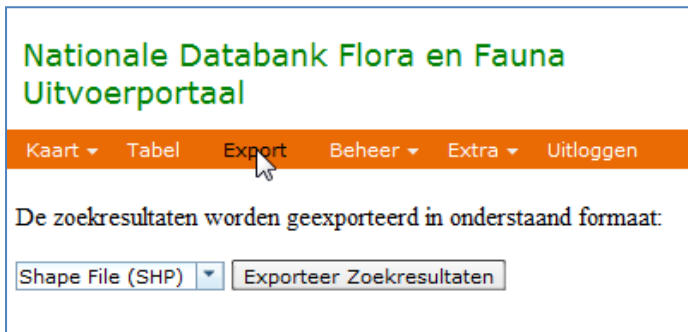 Nationale Databank Flora en Fauna
Uitvoerportaal
Kaart Tabel Export Beheer Extra Uitloggen
De zoekresultaten worden geexporteerd in onderstaand formaat:
Shape File (SHP) Exporteer Zoekresultaten